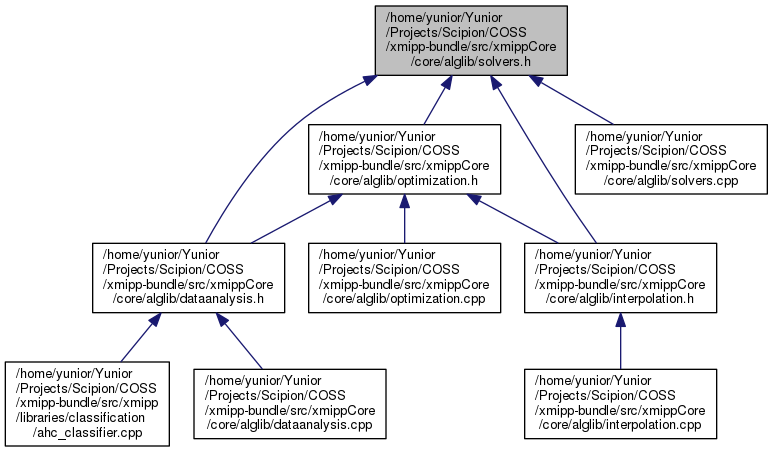 /home/yunior/Yunior
/Projects/Scipion/COSS
/xmipp-bundle/src/xmippCore
/core/alglib/solvers.h
/home/yunior/Yunior
/Projects/Scipion/COSS
/xmipp-bundle/src/xmippCore
/core/alglib/optimization.h
/home/yunior/Yunior
/Projects/Scipion/COSS
/xmipp-bundle/src/xmippCore
/core/alglib/solvers.cpp
/home/yunior/Yunior
/Projects/Scipion/COSS
/xmipp-bundle/src/xmippCore
/core/alglib/dataanalysis.h
/home/yunior/Yunior
/Projects/Scipion/COSS
/xmipp-bundle/src/xmippCore
/core/alglib/optimization.cpp
/home/yunior/Yunior
/Projects/Scipion/COSS
/xmipp-bundle/src/xmippCore
/core/alglib/interpolation.h
/home/yunior/Yunior
/Projects/Scipion/COSS
/xmipp-bundle/src/xmipp
/libraries/classification
/ahc_classifier.cpp
/home/yunior/Yunior
/Projects/Scipion/COSS
/xmipp-bundle/src/xmippCore
/core/alglib/dataanalysis.cpp
/home/yunior/Yunior
/Projects/Scipion/COSS
/xmipp-bundle/src/xmippCore
/core/alglib/interpolation.cpp